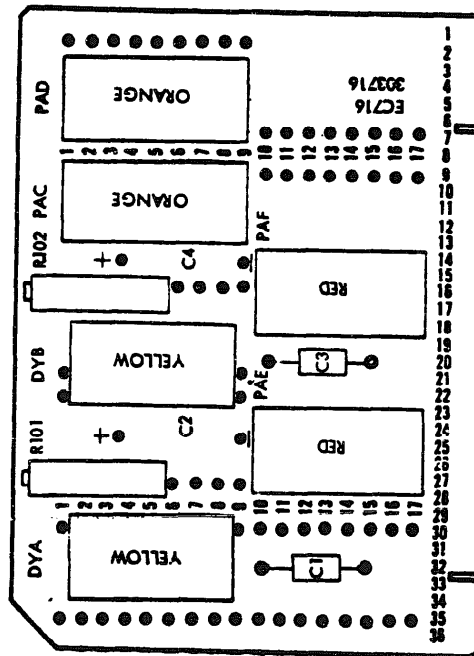 PAD
ORANGE
EC716
303716
1 2 3 4 5 6 7 8 9 10 11 12 13 14 15 16 17
PAC
ORANGE
PAF
R102
+
C4
−
RED
DYB
YELLOW
C3
PAE
R101
+
C2
−
RED
1 2 3 4 5 6 7 8 9 10 11 12 13 14 15 16 17
DYA
YELLOW
C1
1
2
3
4
5
6
7
8
9
10
11
12
13
14
15
16
17
18
19
20
21
22
23
24
25
26
27
28
29
30
31
32
33
34
35
36